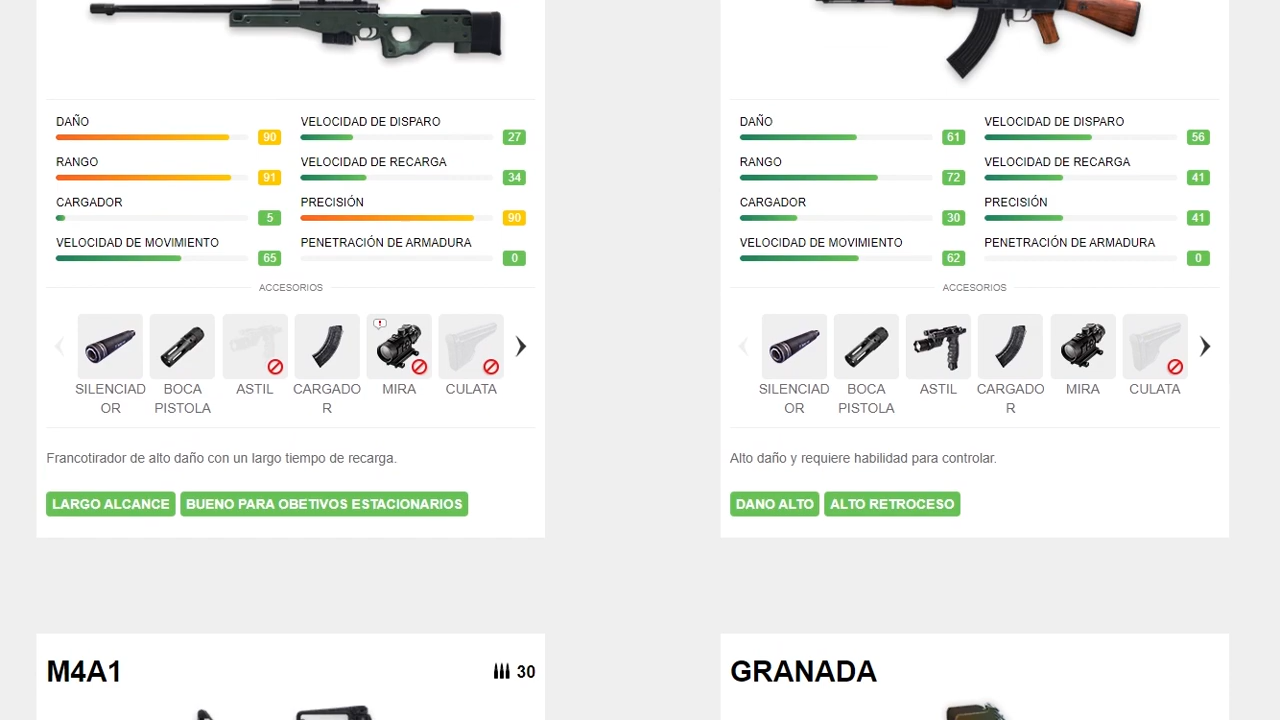 DAÑO
90
VELOCIDAD DE DISPARO
27
RANGO
91
VELOCIDAD DE RECARGA
34
CARGADOR
5
PRECISIÓN
90
VELOCIDAD DE MOVIMIENTO
65
PENETRACIÓN DE ARMADURA
0
ACCESORIOS
SILENCIAD
OR
BOCA
PISTOLA
ASTIL
CARGADO
R
MIRA
CULATA
Francotirador de alto daño con un largo tiempo de recarga.
LARGO ALCANCE
BUENO PARA OBETIVOS ESTACIONARIOS
DAÑO
61
VELOCIDAD DE DISPARO
56
RANGO
72
VELOCIDAD DE RECARGA
41
CARGADOR
30
PRECISIÓN
41
VELOCIDAD DE MOVIMIENTO
62
PENETRACIÓN DE ARMADURA
0
ACCESORIOS
SILENCIAD
OR
BOCA
PISTOLA
ASTIL
CARGADO
R
MIRA
CULATA
Alto daño y requiere habilidad para controlar.
DANO ALTO
ALTO RETROCESO
M4A1
30
GRANADA